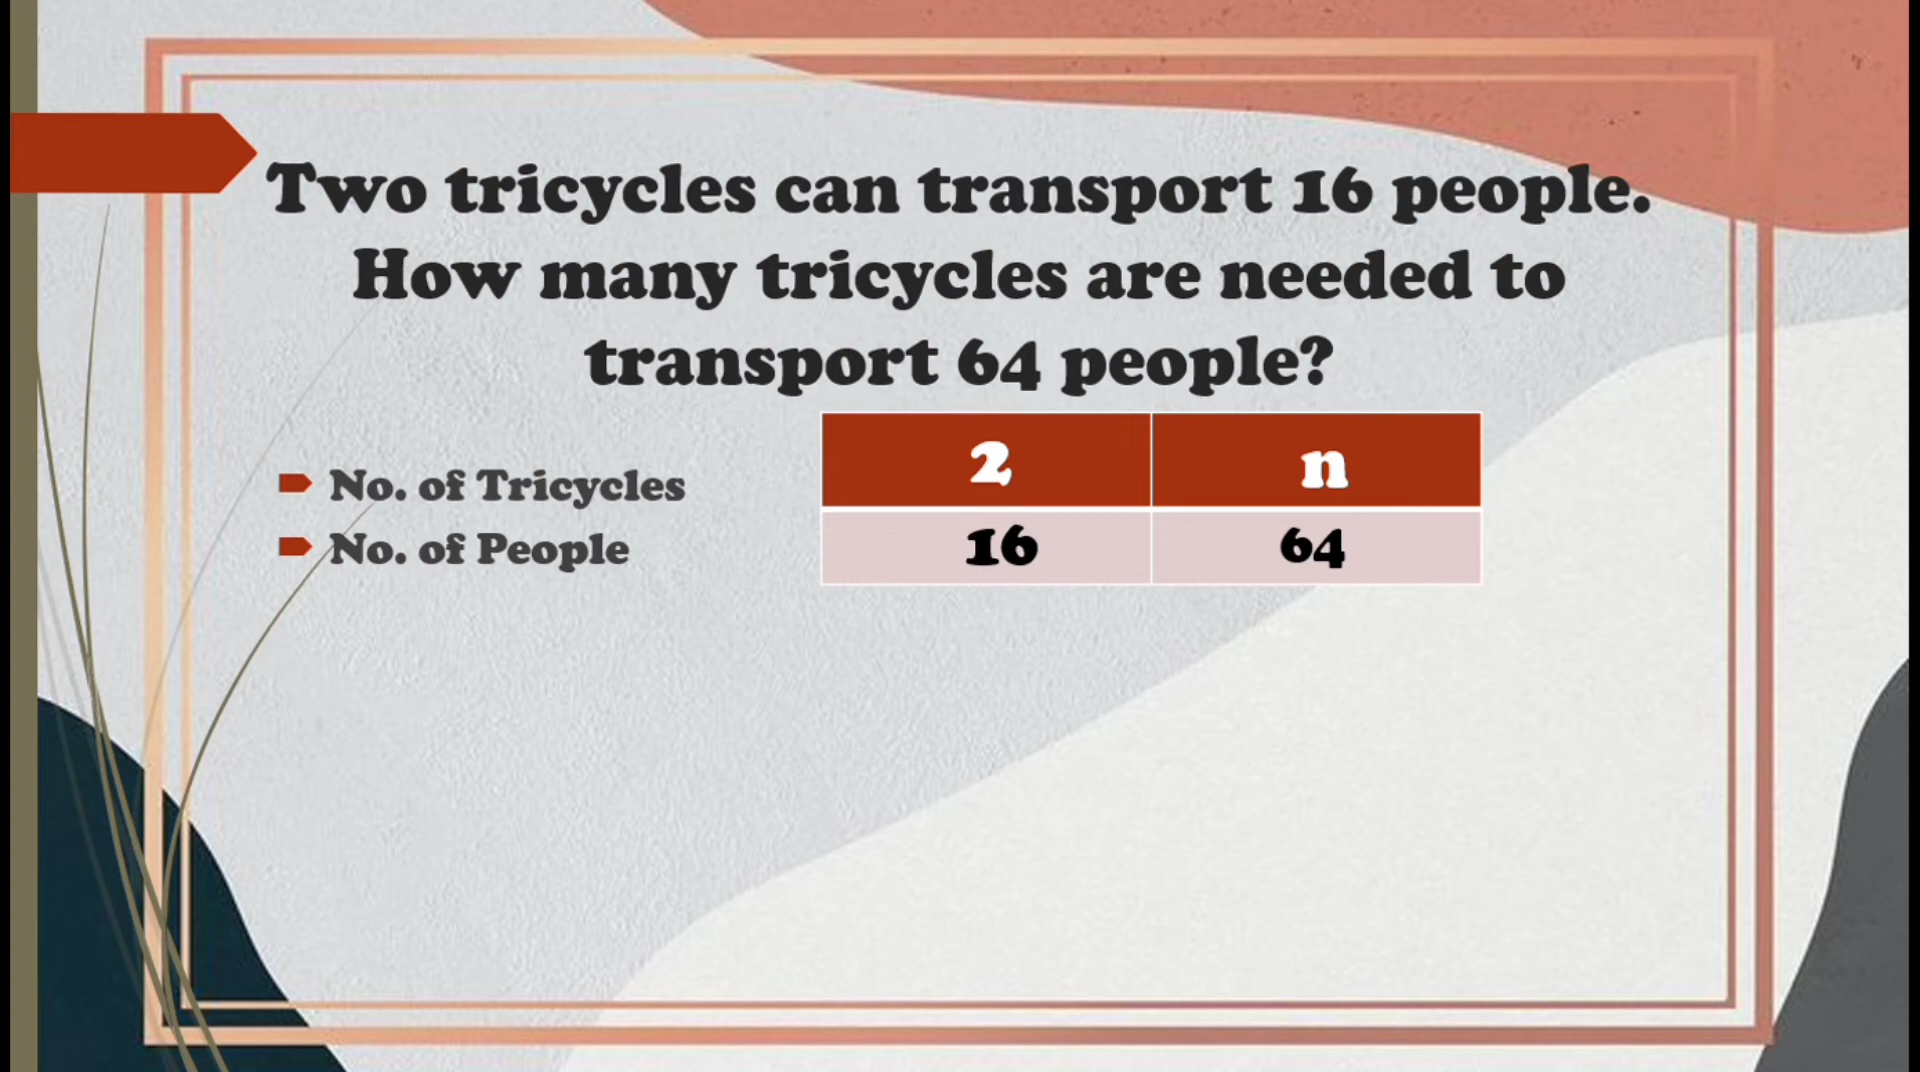 Two tricycles can transport 16 people.
How many tricycles are needed to
transport 64 people?
No. of Tricycles
2 n
No. of People
16 64